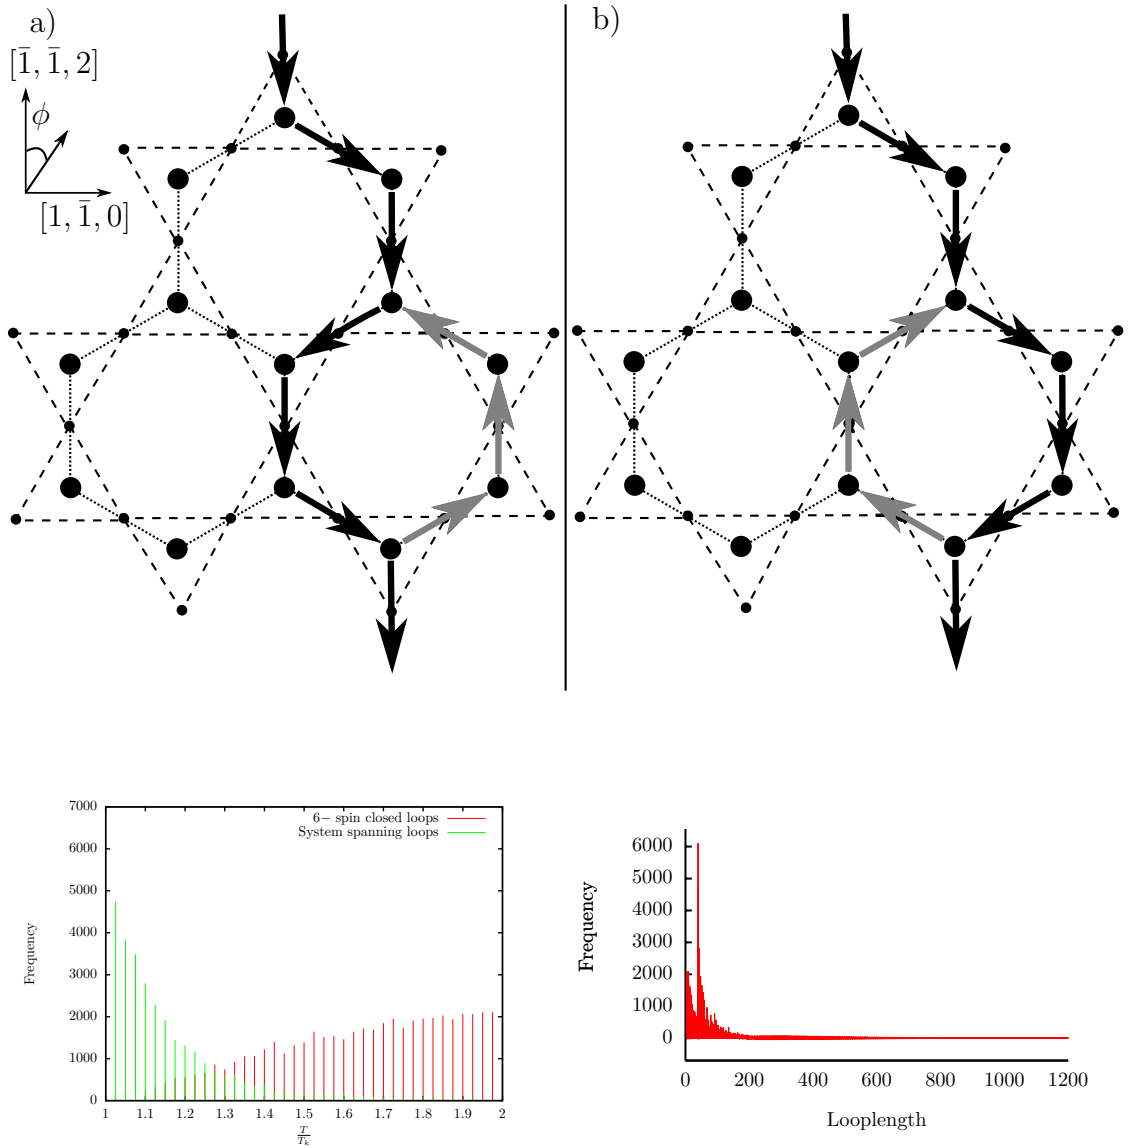 a)
b)
[1̄, 1̄, 2]
ϕ
[1, 1̄, 0]
7000
6000
5000
4000
3000
2000
1000
0
Frequency
6− spin closed loops
System spanning loops
1 1.1 1.2 1.3 1.4 1.5 1.6 1.7 1.8 1.9 2
T
T_k
6000
5000
4000
3000
2000
1000
0
Frequency
0 200 400 600 800 1000 1200
Looplength